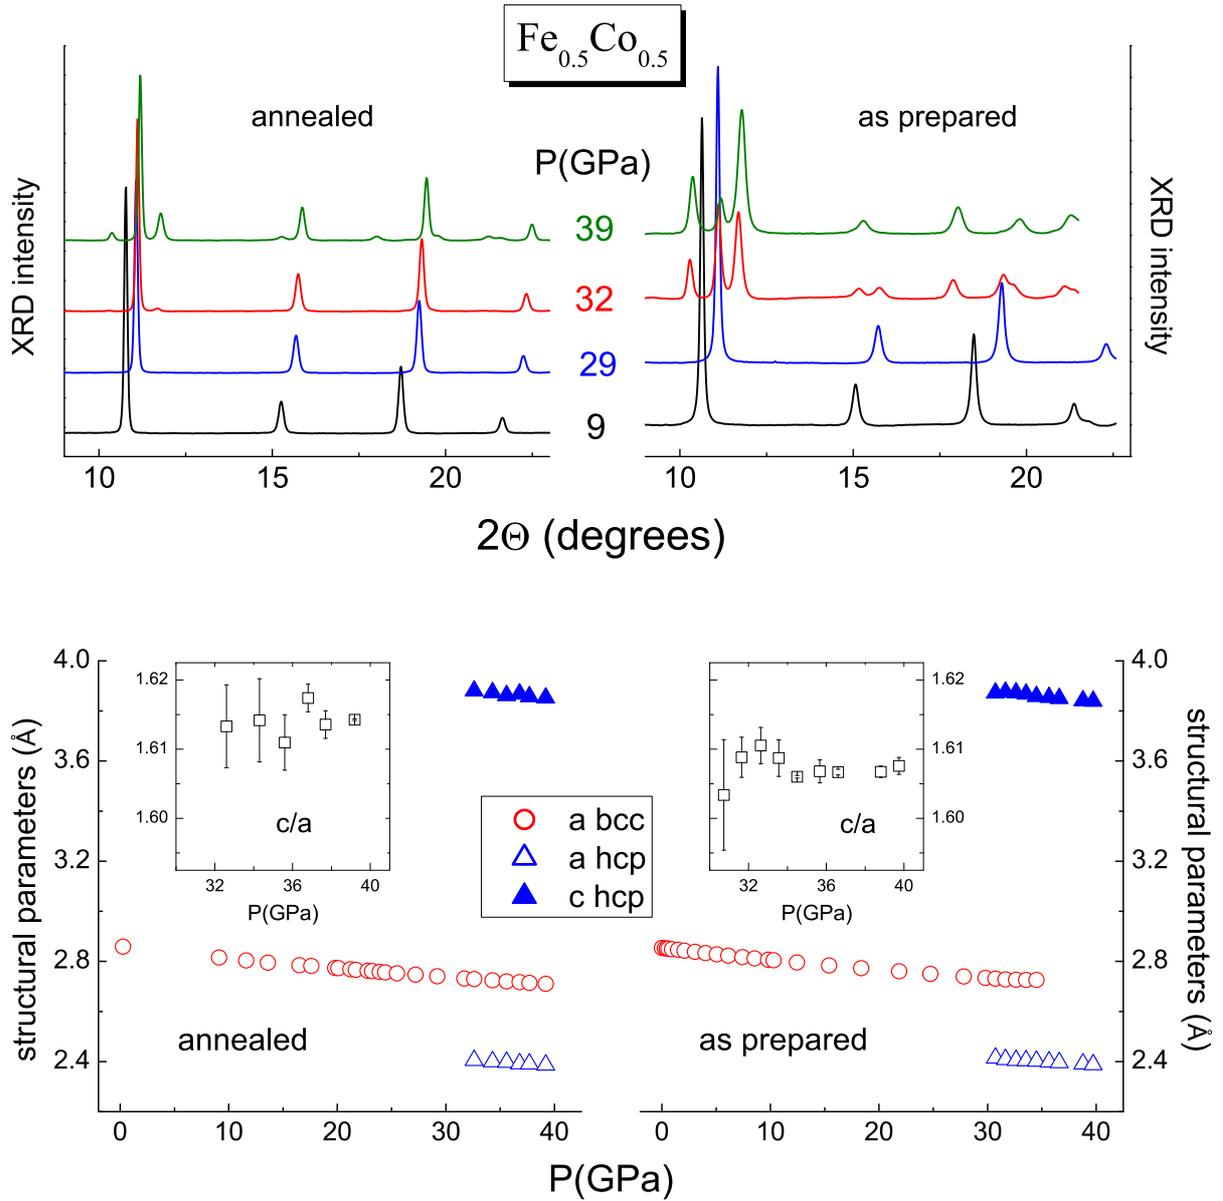 Fe0.5Co0.5
annealed
as prepared
P(GPa)
39
32
29
9
XRD intensity
XRD intensity
10 15 20
10 15 20
2Θ (degrees)
structural parameters (Å)
4.0
3.6
3.2
2.8
2.4
1.62
1.61
1.60
c/a
32 36 40
P(GPa)
a bcc
a hcp
c hcp
1.62
1.61
1.60
c/a
32 36 40
P(GPa)
4.0
3.6
3.2
2.8
2.4
structural parameters (Å)
annealed
as prepared
0 10 20 30 40
0 10 20 30 40
P(GPa)